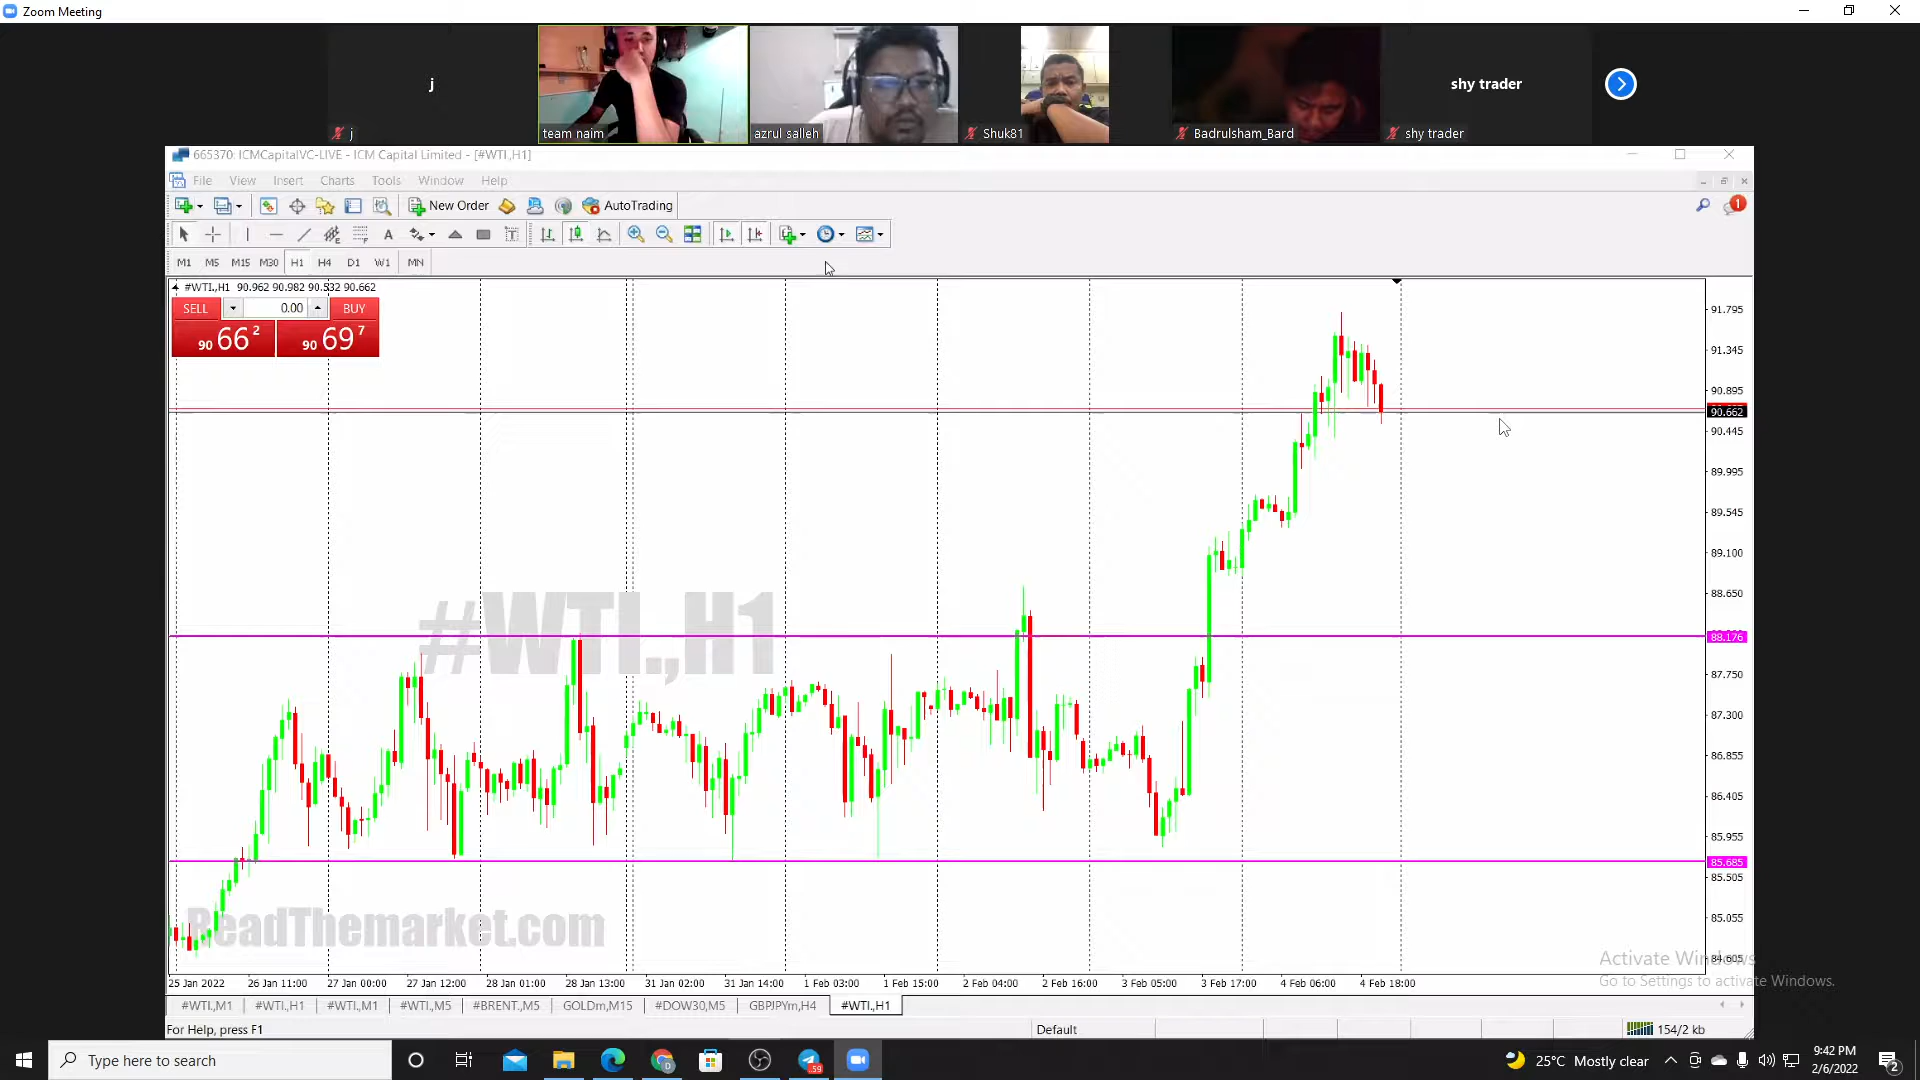 Zoom Meeting
j
shy trader
j
team naim
azrul salleh
Shuk81
Badrulsham_Bard
shy trader
665370: ICMCapitalVC-LIVE - ICM Capital Limited - [#WTI.,H1]
File View Insert Charts Tools Window Help
New Order AutoTrading 1
M1 M5 M15 M30 H1 H4 D1 W1 MN
#WTI.,H1 90.962 90.982 90.532 90.662
SELL 0.00 BUY
90 66 2 90 69 7
91.795
91.345
90.895
90.662
90.445
89.995
89.545
89.100
88.650
88.176
87.750
87.300
86.855
86.405
85.955
85.685
85.505
85.055
84.605
#WTI.,H1
ReadThemarket.com
Activate Windows
Go to Settings to activate Windows.
25 Jan 2022 26 Jan 11:00 27 Jan 00:00 27 Jan 12:00 28 Jan 01:00 28 Jan 13:00 31 Jan 02:00 31 Jan 14:00 1 Feb 03:00 1 Feb 15:00 2 Feb 04:00 2 Feb 16:00 3 Feb 05:00 3 Feb 17:00 4 Feb 06:00 4 Feb 18:00
#WTI.,M1 #WTI.,H1 #WTI.,M1 #WTI.,M5 #BRENT.,M5 GOLDm,M15 #DOW30,M5 GBPJPYm,H4 #WTI.,H1
For Help, press F1 Default 154/2 kb
Type here to search 59 25°C Mostly clear 9:42 PM
2/6/2022 2